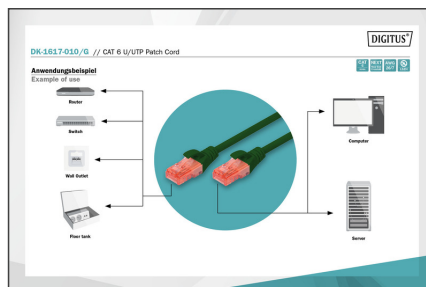 DIGITUS®
DK-1617-010/G // CAT 6 U/UTP Patch Cord
Anwendungsbeispiel
Example of use
Router
Switch
Wall Outlet
Floor tank
Computer
Server